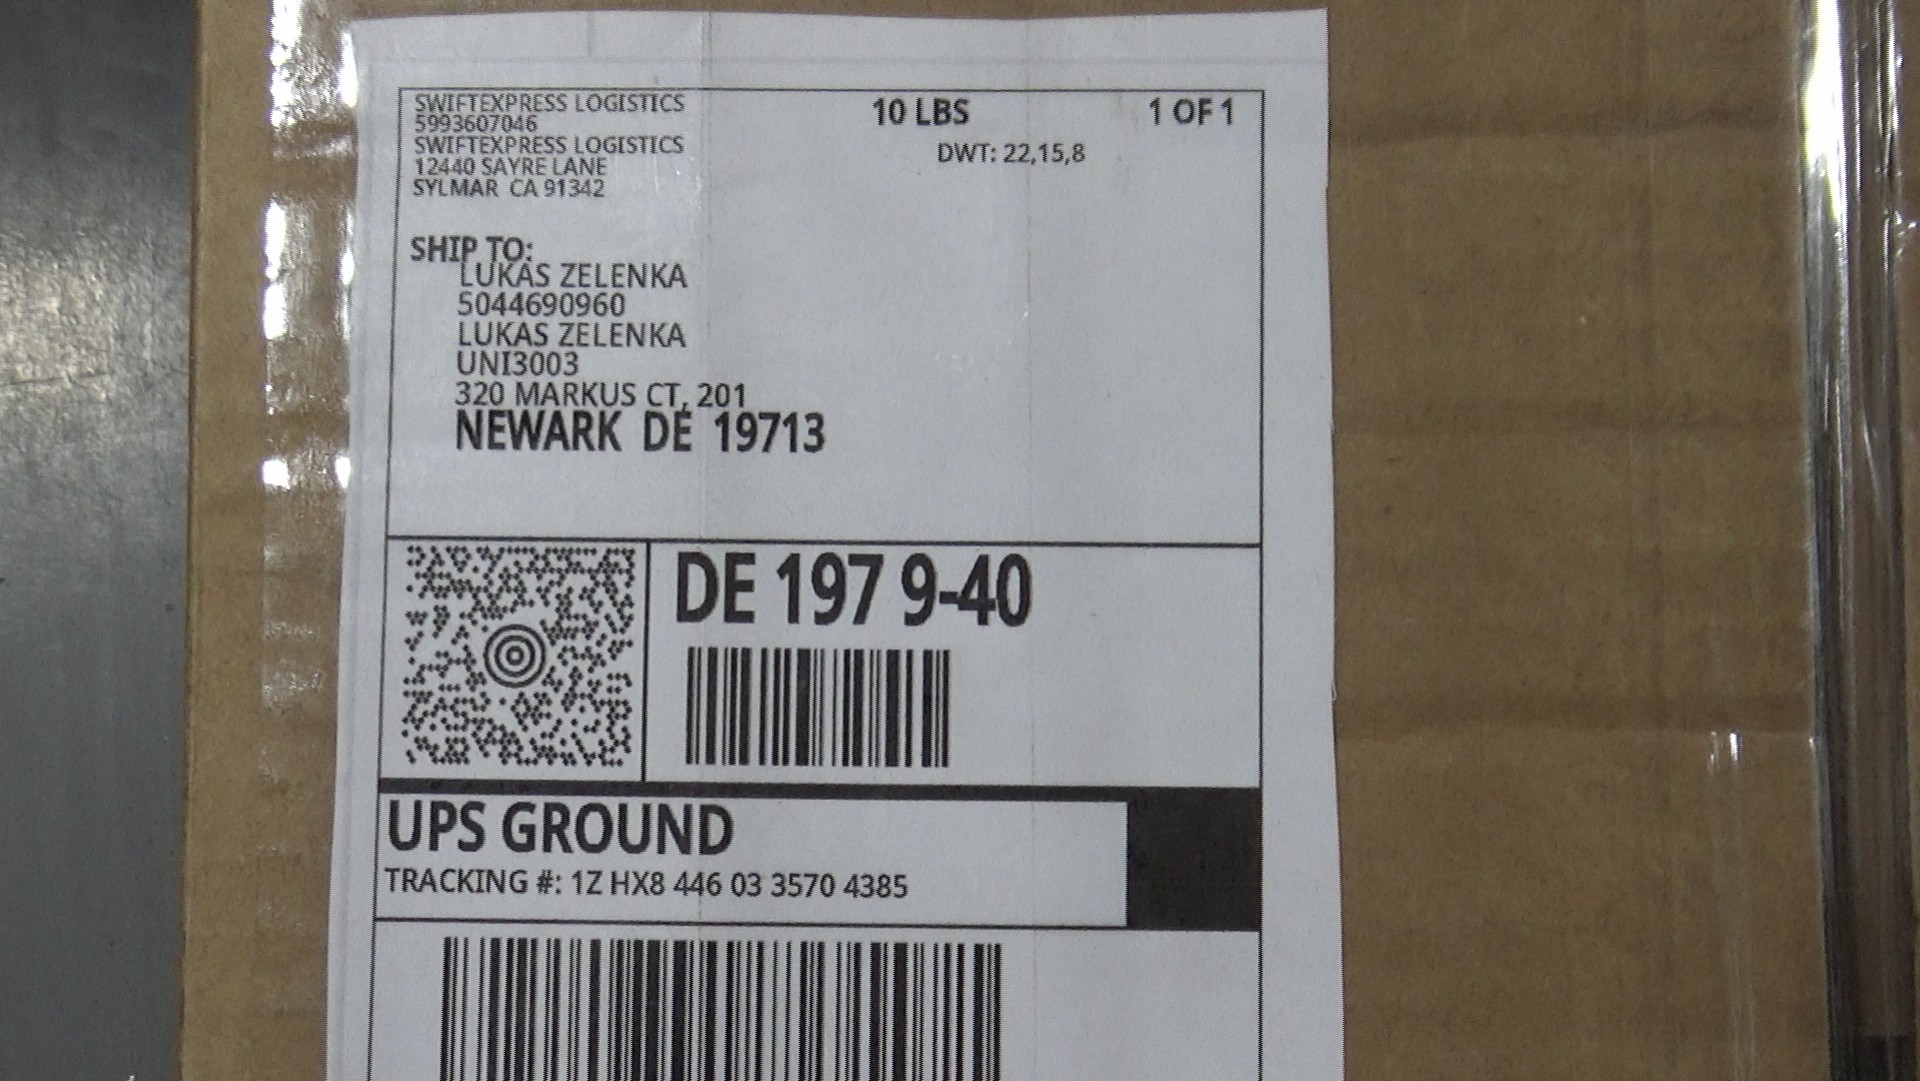 SWIFTEXPRESS LOGISTICS
5993607046
SWIFTEXPRESS LOGISTICS
12440 SAYRE LANE
SYLMAR CA 91342
10 LBS
1 OF 1
DWT: 22,15,8
SHIP TO:
LUKAS ZELENKA
5044690960
LUKAS ZELENKA
UNI3003
320 MARKUS CT, 201
NEWARK DE 19713
DE 197 9-40
UPS GROUND
TRACKING #: 1Z HX8 446 03 3570 4385